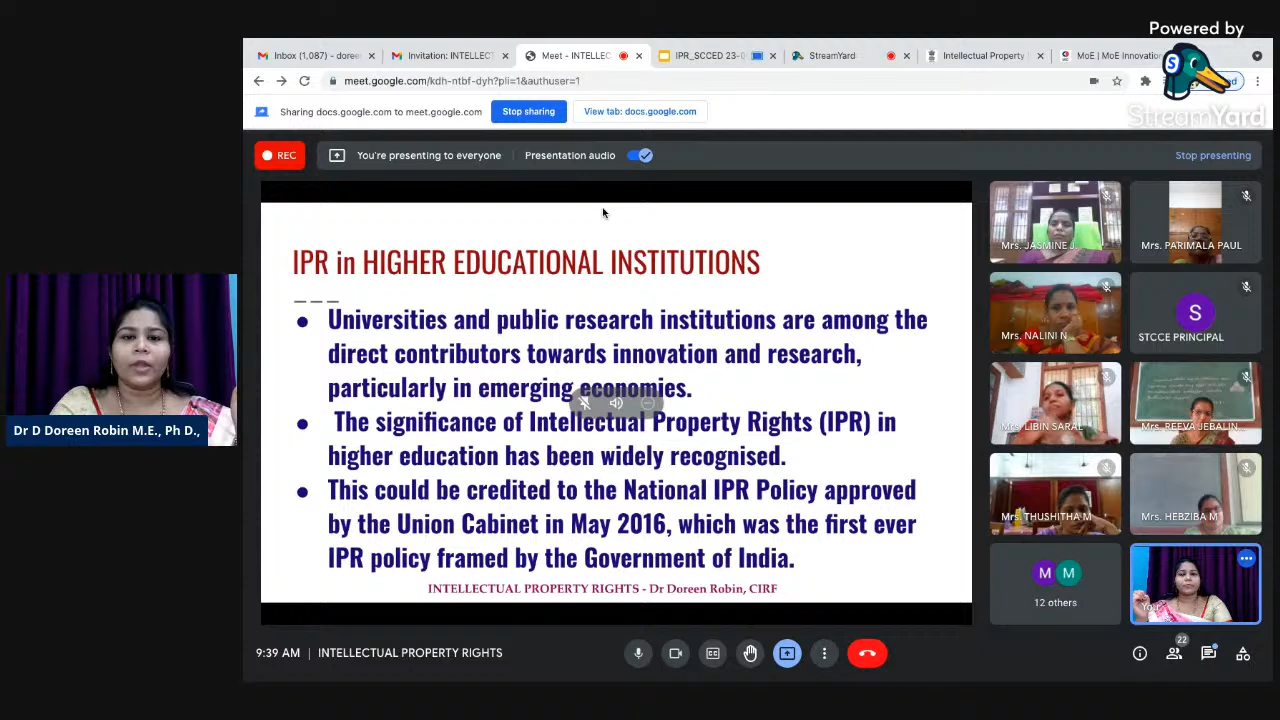 Powered by
StreamYard
Inbox (1,087) - doree
Invitation: INTELLECT
Meet - INTELLEC
IPR_SCCED 23-0
StreamYard
Intellectual Property
MoE | MoE Innovation
meet.google.com/kdh-ntbf-dyh?pli=1&authuser=1
Sharing docs.google.com to meet.google.com
Stop sharing
View tab: docs.google.com
REC
You're presenting to everyone
Presentation audio
Stop presenting
IPR in HIGHER EDUCATIONAL INSTITUTIONS
● Universities and public research institutions are among the
direct contributors towards innovation and research,
particularly in emerging economies.
● The significance of Intellectual Property Rights (IPR) in
higher education has been widely recognised.
● This could be credited to the National IPR Policy approved
by the Union Cabinet in May 2016, which was the first ever
IPR policy framed by the Government of India.
INTELLECTUAL PROPERTY RIGHTS - Dr Doreen Robin, CIRF
Dr D Doreen Robin M.E., Ph D.,
Mrs. JASMINE J.
Mrs. PARIMALA PAUL
Mrs. NALINI N
S
STCCE PRINCIPAL
Mrs. LIBIN SARAL
Mrs. REEVA JEBALIN
Mrs. THUSHITHA M
Mrs. HEBZIBA M
M M
12 others
You
9:39 AM | INTELLECTUAL PROPERTY RIGHTS
22